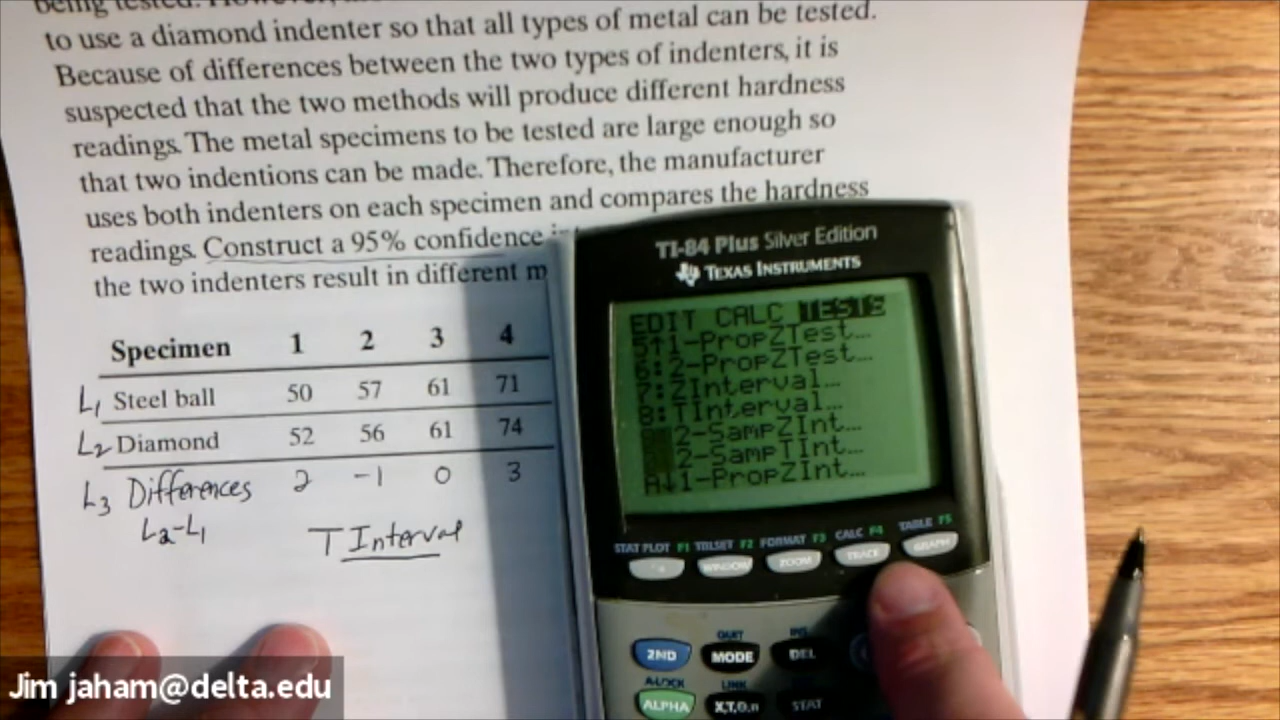 being tested. However,
to use a diamond indenter so that all types of metal can be tested.
Because of differences between the two types of indenters, it is
suspected that the two methods will produce different hardness
readings. The metal specimens to be tested are large enough so
that two indentions can be made. Therefore, the manufacturer
uses both indenters on each specimen and compares the hardness
readings. Construct a 95% confidence
the two indenters result in different m
Specimen 1 2 3 4
L1 Steel ball 50 57 61 71
L2 Diamond 52 56 61 74
L3 Differences 2 -1 0 3
L2-L1
T Interval
TI-84 Plus Silver Edition
TEXAS INSTRUMENTS
EDIT CALC TESTS
5↑1-PropZTest…
6:2-PropZTest…
7:ZInterval…
8:TInterval…
2-SampZInt…
2-SampTInt…
A↓1-PropZInt…
STAT PLOT F1 TBLSET F2 FORMAT F3 CALC F4 TABLE F5
WINDOW ZOOM TRACE GRAPH
QUIT INS
2ND MODE DEL
A-LOCK LINK
ALPHA X,T,θ,n STAT
Jim jaham@delta.edu